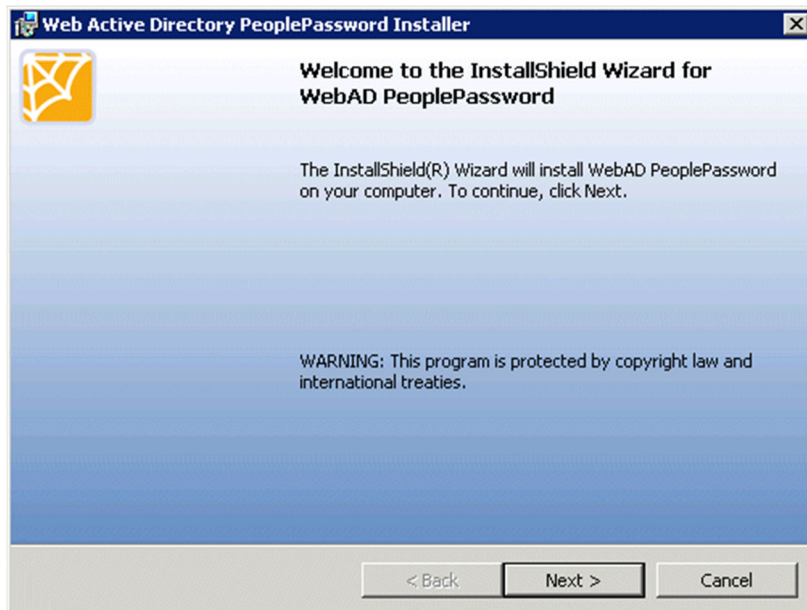 Web Active Directory PeoplePassword Installer
Welcome to the InstallShield Wizard for
WebAD PeoplePassword
The InstallShield(R) Wizard will install WebAD PeoplePassword
on your computer. To continue, click Next.
WARNING: This program is protected by copyright law and
international treaties.
< Back
Next >
Cancel